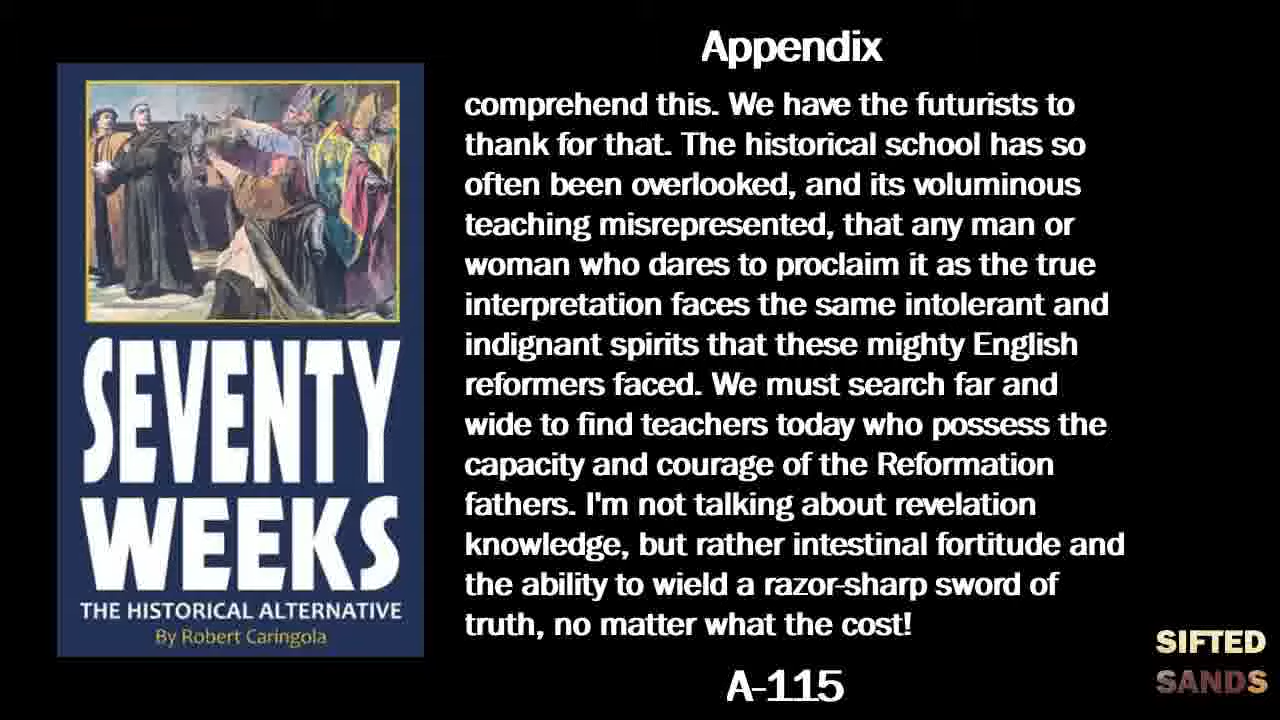 Appendix
comprehend this. We have the futurists to
thank for that. The historical school has so
often been overlooked, and its voluminous
teaching misrepresented, that any man or
woman who dares to proclaim it as the true
interpretation faces the same intolerant and
indignant spirits that these mighty English
reformers faced. We must search far and
wide to find teachers today who possess the
capacity and courage of the Reformation
fathers. I'm not talking about revelation
knowledge, but rather intestinal fortitude and
the ability to wield a razor-sharp sword of
truth, no matter what the cost!
A-115
SEVENTY
WEEKS
THE HISTORICAL ALTERNATIVE
By Robert Caringola
SIFTED
SANDS